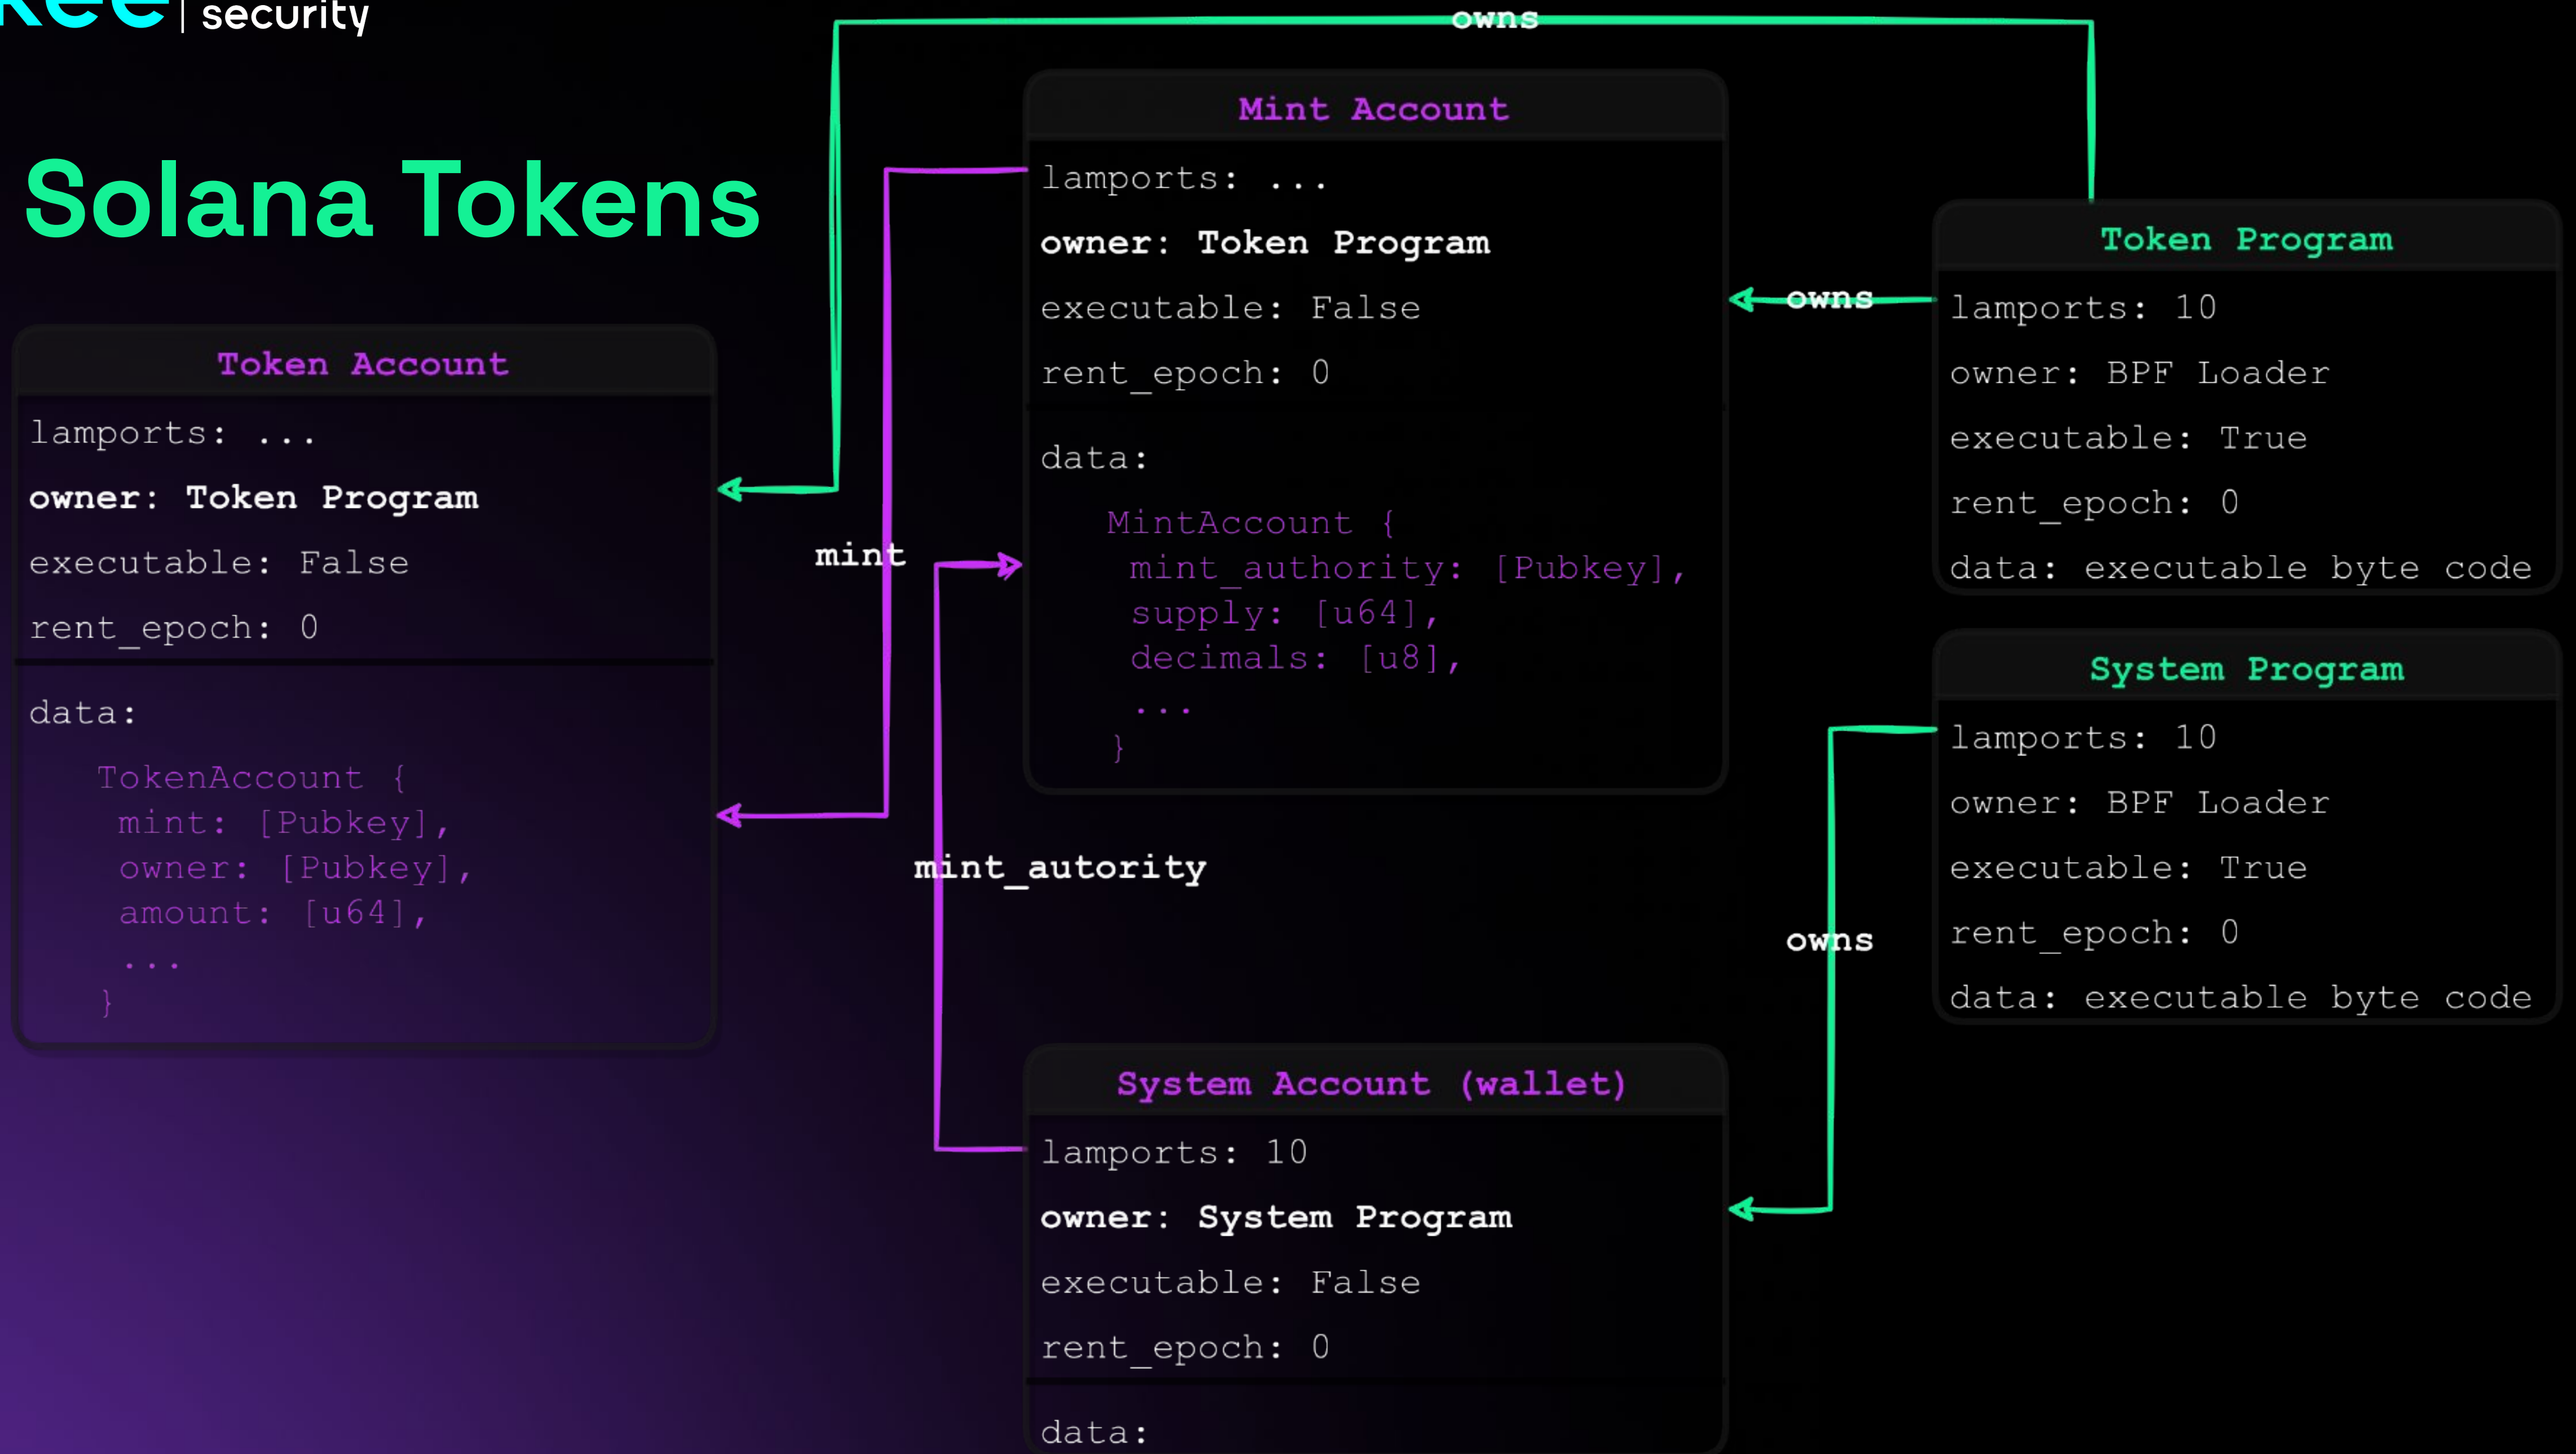 security
Solana Tokens
owns
Mint Account
lamports: ...
owner: Token Program
executable: False
rent_epoch: 0
data:
MintAccount {
mint_authority: [Pubkey],
supply: [u64],
decimals: [u8],
...
}
owns
Token Program
lamports: 10
owner: BPF Loader
executable: True
rent_epoch: 0
data: executable byte code
Token Account
lamports: ...
owner: Token Program
executable: False
rent_epoch: 0
data:
TokenAccount {
mint: [Pubkey],
owner: [Pubkey],
amount: [u64],
...
}
mint
mint_autority
System Program
lamports: 10
owner: BPF Loader
executable: True
rent_epoch: 0
data: executable byte code
owns
System Account (wallet)
lamports: 10
owner: System Program
executable: False
rent_epoch: 0
data: